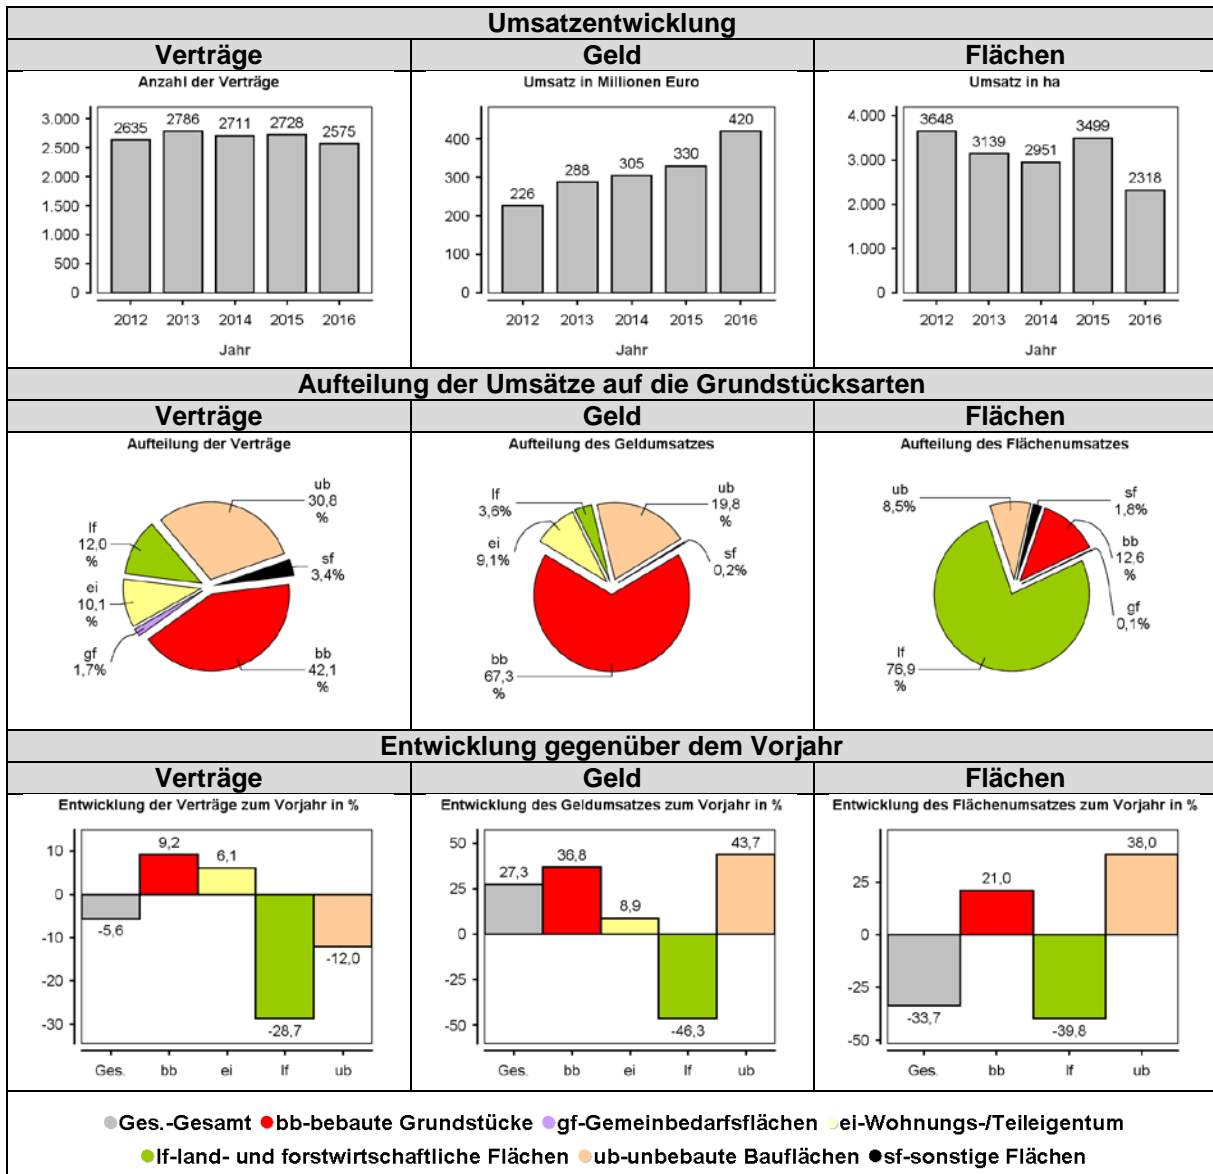 Umsatzentwicklung
Verträge Geld Flächen
Anzahl der Verträge
3.000
2.500
2.000
1.500
1.000
500
0
2635 2786 2711 2728 2575
2012 2013 2014 2015 2016
Jahr
Umsatz in Millionen Euro
400
300
200
100
0
226 288 305 330 420
2012 2013 2014 2015 2016
Jahr
Umsatz in ha
4.000
3.000
2.000
1.000
0
3648 3139 2951 3499 2318
2012 2013 2014 2015 2016
Jahr
Aufteilung der Umsätze auf die Grundstücksarten
Verträge Geld Flächen
Aufteilung der Verträge
ub
30,8
%
lf
12,0
%
sf
3,4%
ei
10,1
%
gf
1,7%
bb
42,1
%
Aufteilung des Geldumsatzes
lf
3,6%
ub
19,8
%
ei
9,1%
sf
0,2%
bb
67,3
%
Aufteilung des Flächenumsatzes
ub
8,5%
sf
1,8%
bb
12,6
%
gf
0,1%
lf
76,9
%
Entwicklung gegenüber dem Vorjahr
Verträge Geld Flächen
Entwicklung der Verträge zum Vorjahr in %
10
0
-10
-20
-30
-5,6 9,2 6,1 -28,7 -12,0
Ges. bb ei lf ub
Entwicklung des Geldumsatzes zum Vorjahr in %
50
25
0
-25
-50
27,3 36,8 8,9 -46,3 43,7
Ges. bb ei lf ub
Entwicklung des Flächenumsatzes zum Vorjahr in %
25
0
-25
-50
-33,7 21,0 -39,8 38,0
Ges. bb lf ub
Ges.-Gesamt bb-bebaute Grundstücke gf-Gemeinbedarfsflächen ei-Wohnungs-/Teileigentum
lf-land- und forstwirtschaftliche Flächen ub-unbebaute Bauflächen sf-sonstige Flächen